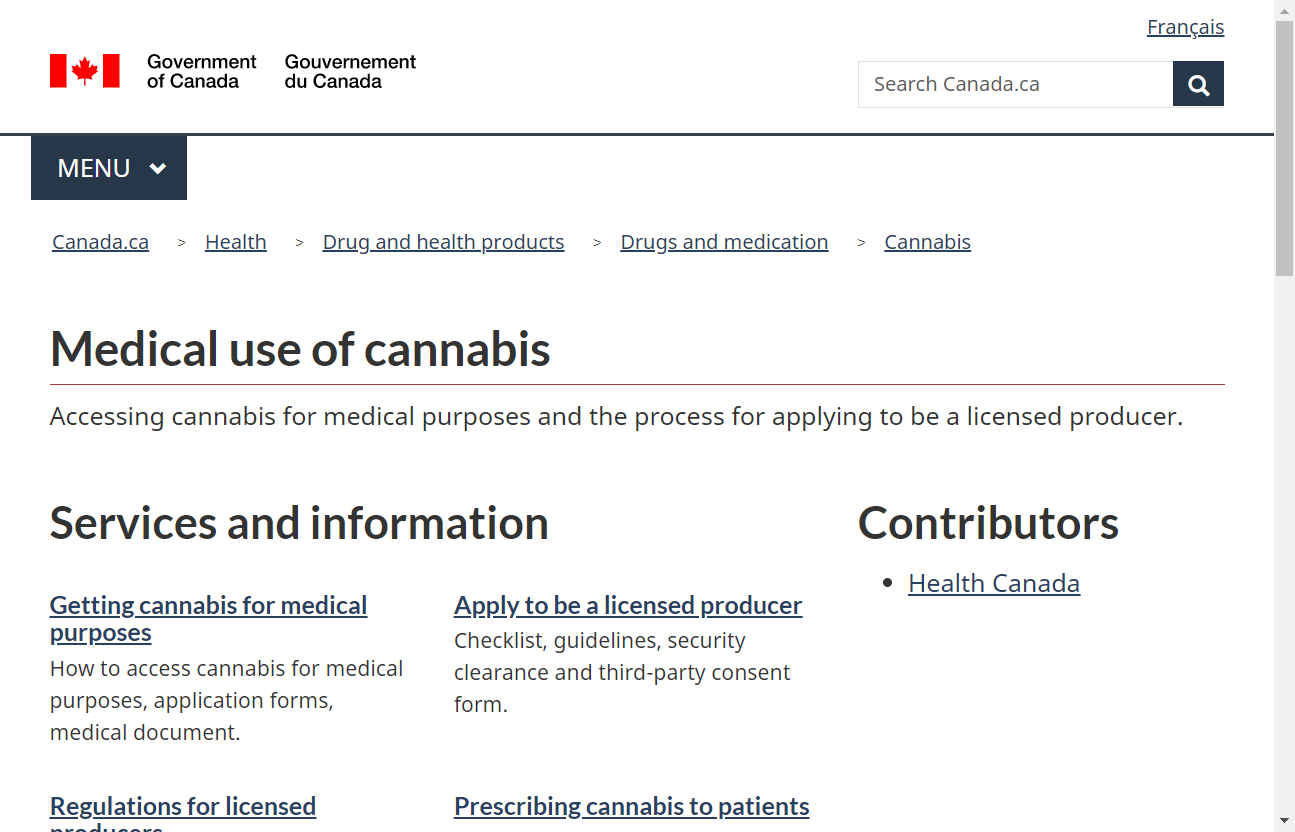 Français
Government of Canada
Gouvernement du Canada
Search Canada.ca
MENU
Canada.ca > Health > Drug and health products > Drugs and medication > Cannabis
Medical use of cannabis
Accessing cannabis for medical purposes and the process for applying to be a licensed producer.
Services and information
Getting cannabis for medical
purposes
How to access cannabis for medical
purposes, application forms,
medical document.
Apply to be a licensed producer
Checklist, guidelines, security
clearance and third-party consent
form.
Regulations for licensed
producers
Prescribing cannabis to patients
Contributors
Health Canada